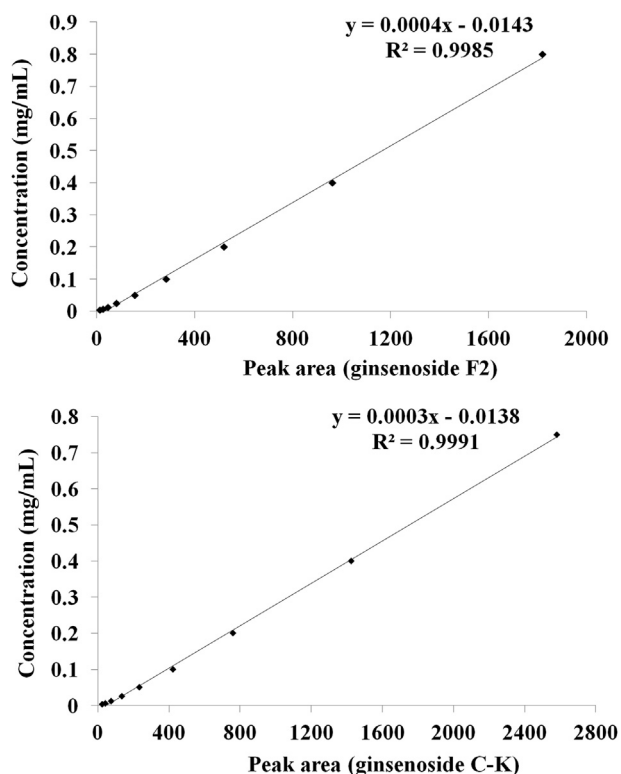 y = 0.0004x - 0.0143
R² = 0.9985
0.9
0.8
0.7
0.6
0.5
0.4
0.3
0.2
0.1
0
Concentration (mg/mL)
0 400 800 1200 1600 2000
Peak area (ginsenoside F2)
y = 0.0003x - 0.0138
R² = 0.9991
0.8
0.7
0.6
0.5
0.4
0.3
0.2
0.1
0
Concentration (mg/mL)
0 400 800 1200 1600 2000 2400 2800
Peak area (ginsenoside C-K)